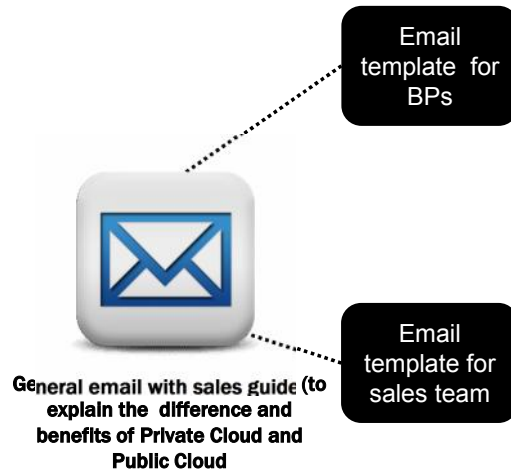 Email
template for
BPs
General email with sales guide (to
explain the difference and
benefits of Private Cloud and
Public Cloud
Email
template for
sales team